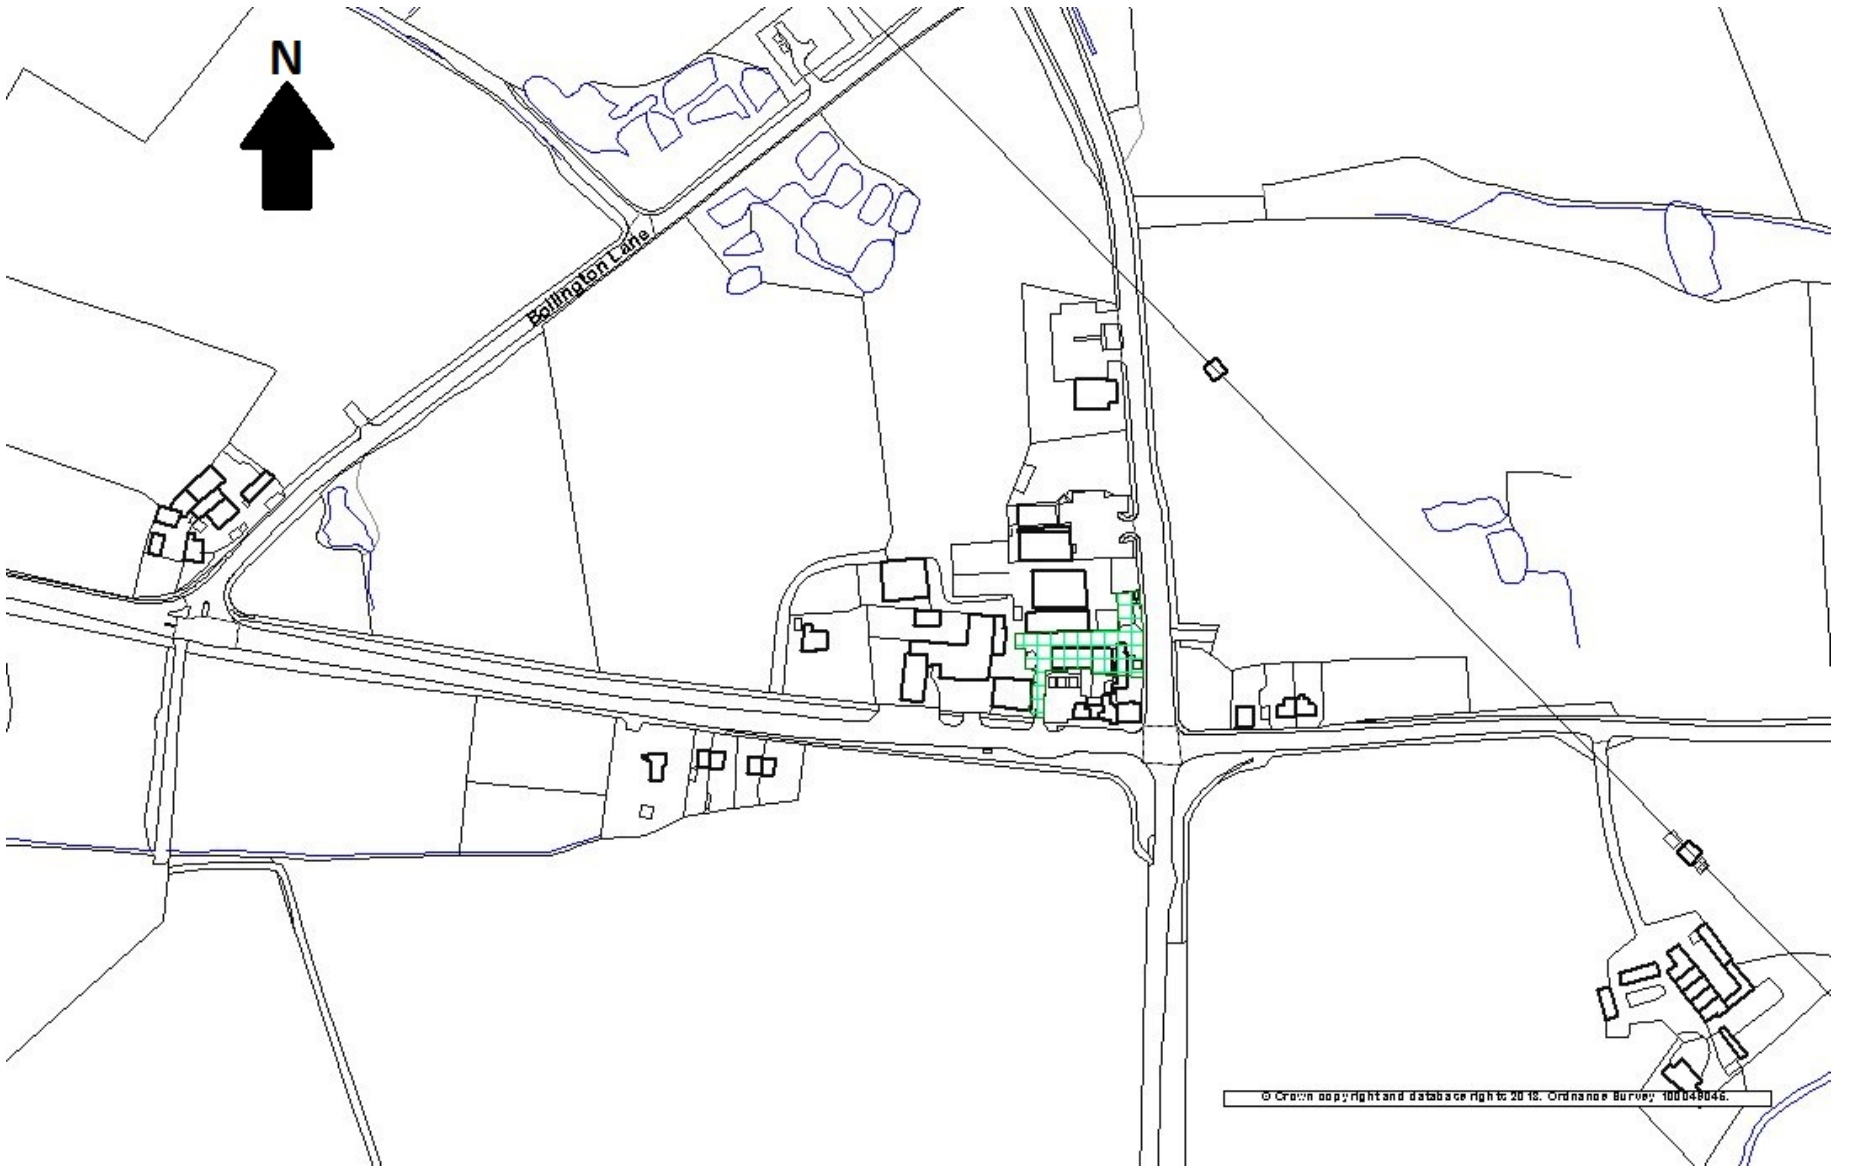 N
Bollington Lane
© Crown copyright and database rights 2018. Ordnance Survey 100049046.